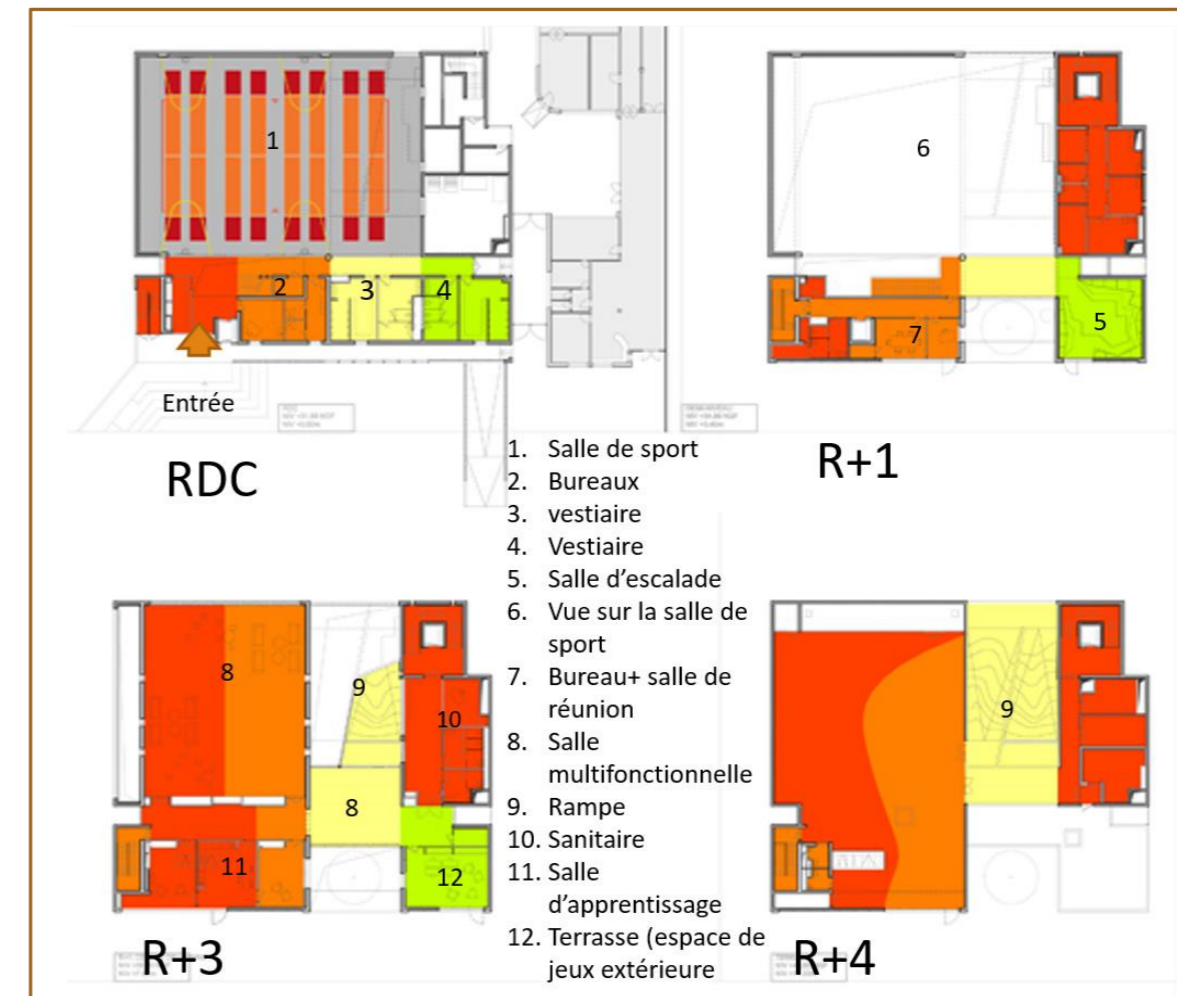 1
2
3
4
Entrée
RDC
6
7
5
R+1
1. Salle de sport
2. Bureaux
3. vestiaire
4. Vestiaire
5. Salle d’escalade
6. Vue sur la salle de
sport
7. Bureau+ salle de
réunion
8. Salle
multifonctionnelle
9. Rampe
10. Sanitaire
11. Salle
d’apprentissage
12. Terrasse (espace de
jeux extérieure
8
9
10
8
11
12
R+3
9
R+4